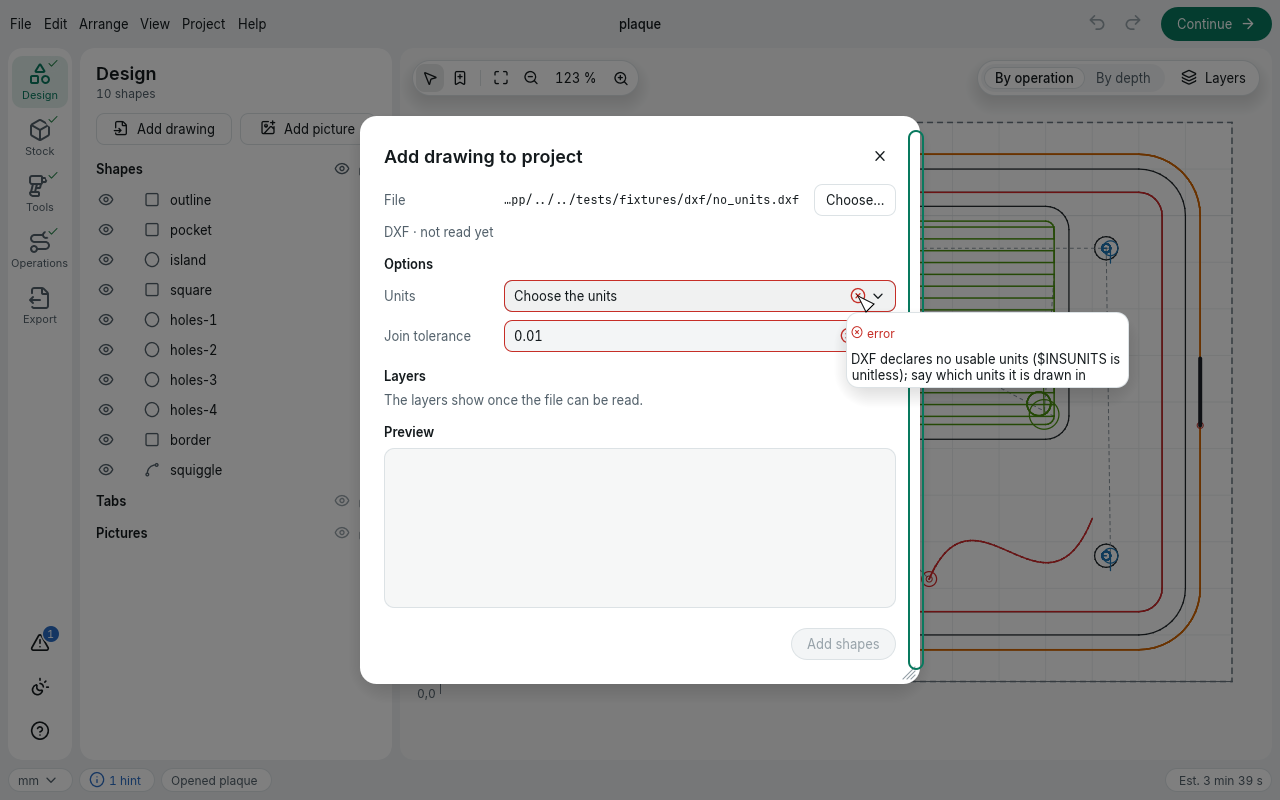 File Edit Arrange View Project Help
plaque
Continue
Design
10 shapes
Add drawing
Add picture
Shapes
outline
pocket
island
square
holes-1
holes-2
holes-3
holes-4
border
squiggle
Tabs
Pictures
Design
Stock
Tools
Operations
Export
1
123 %
By operation
By depth
Layers
Add drawing to project
File
…pp/../../tests/fixtures/dxf/no_units.dxf
Choose...
DXF · not read yet
Options
Units
Choose the units
Join tolerance
0.01
error
DXF declares no usable units ($INSUNITS is
unitless); say which units it is drawn in
Layers
The layers show once the file can be read.
Preview
Add shapes
0,0
mm
1 hint
Opened plaque
Est. 3 min 39 s